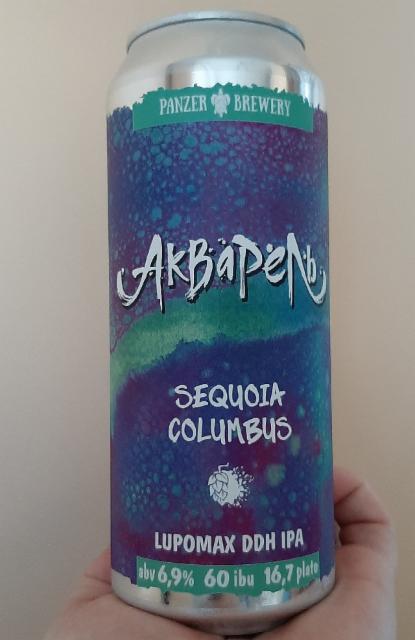 PANZER BREWERY
Акварель
SEQUOIA
COLUMBUS
LUPOMAX DDH IPA
abv 6,9% 60 ibu 16,7 plato